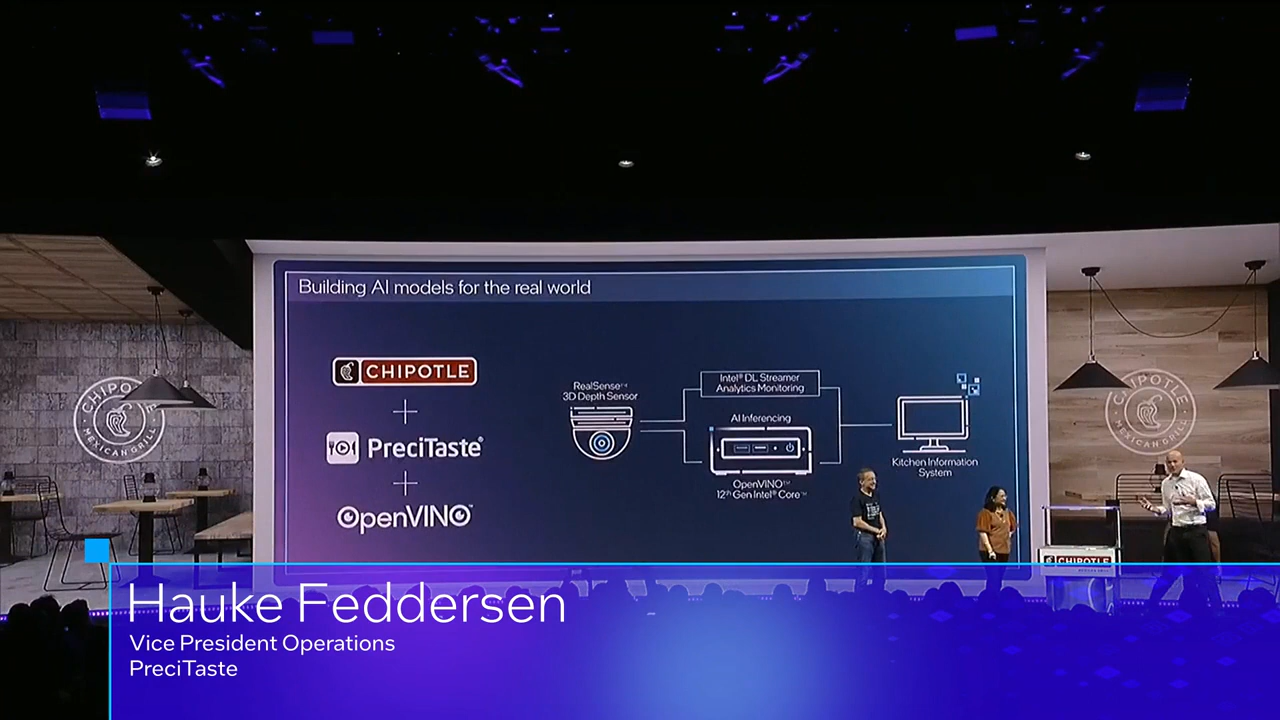 Building AI models for the real world
CHIPOTLE
+
PreciTaste®
+
OpenVINO™
RealSense™
3D Depth Sensor
Intel® DL Streamer
Analytics Monitoring
AI Inferencing
OpenVINO™
12th Gen Intel® Core™
Kitchen Information
System
CHIPOTLE
MEXICAN GRILL
CHIPOTLE
MEXICAN GRILL
CHIPOTLE
Hauke Feddersen
Vice President Operations
PreciTaste